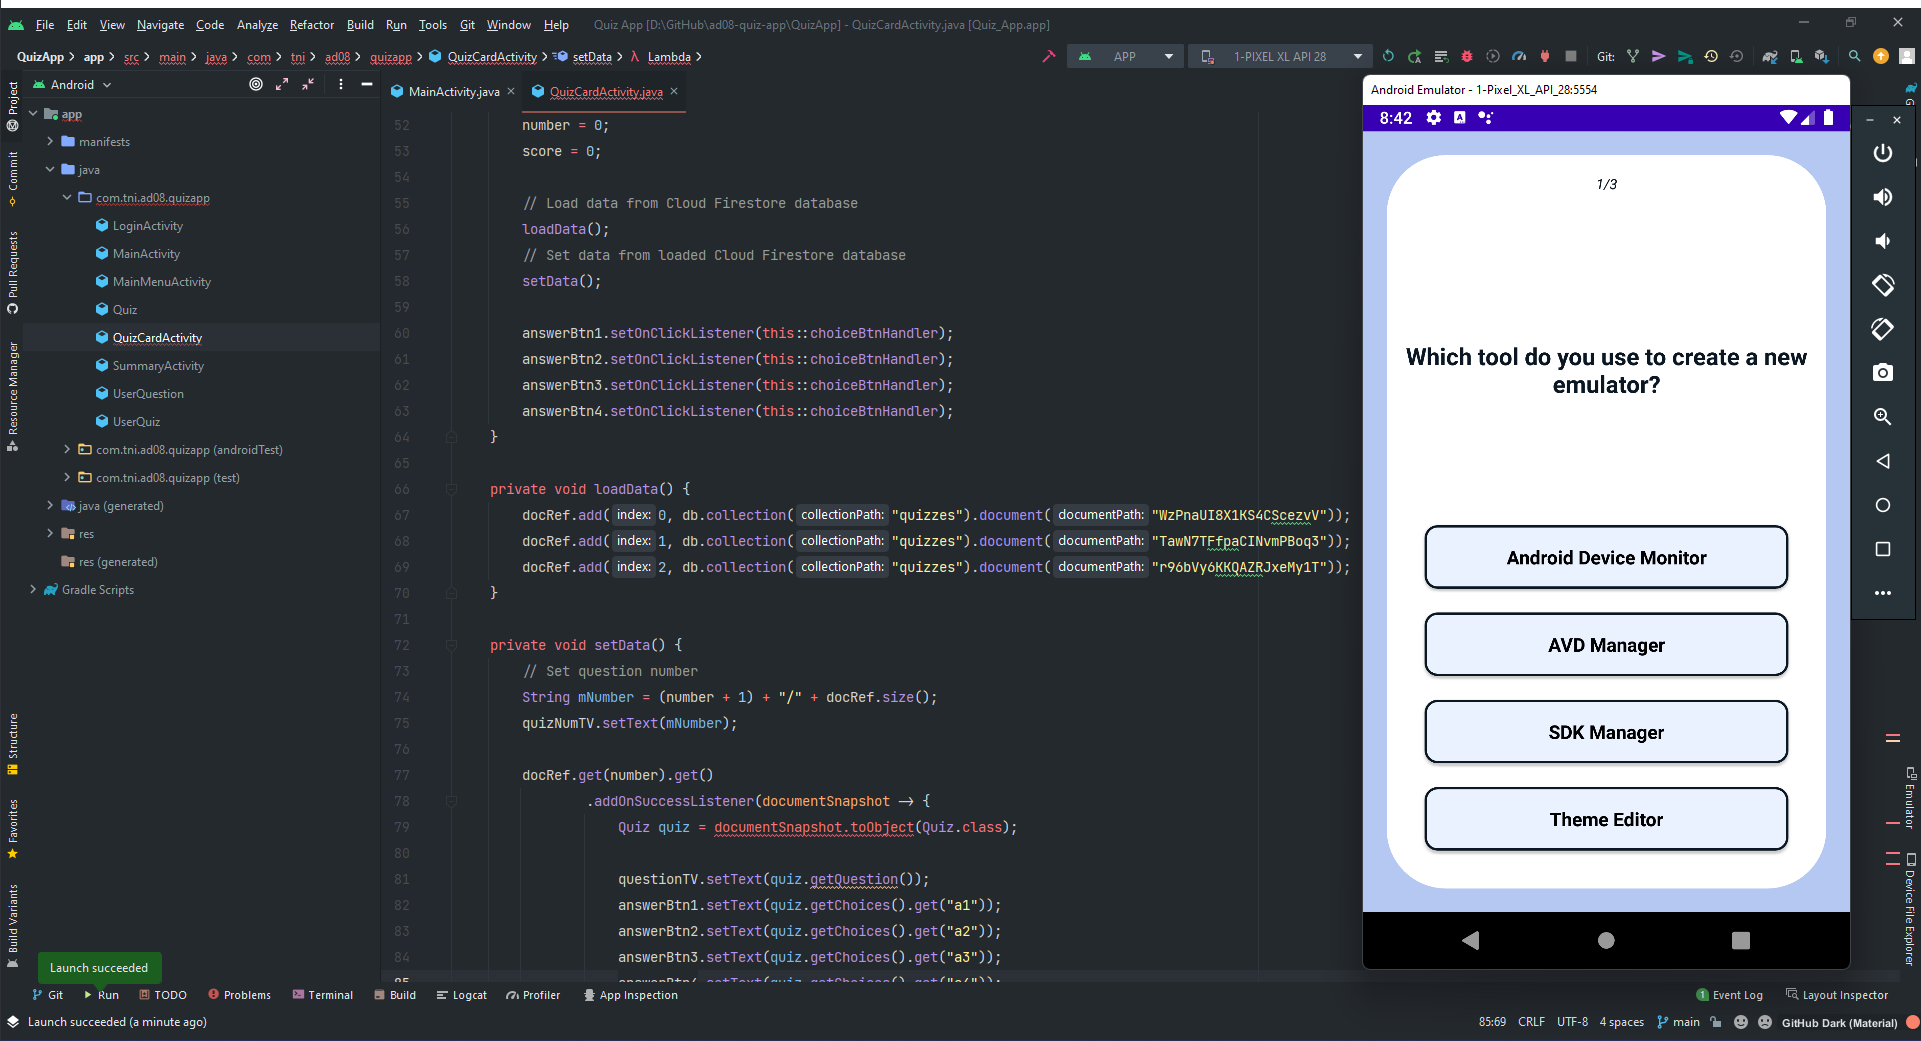 File Edit View Navigate Code Analyze Refactor Build Run Tools Git Window Help Quiz App [D:\GitHub\ad08-quiz-app\QuizApp] - QuizCardActivity.java [Quiz_App.app]
QuizApp app src main java com tni ad08 quizapp QuizCardActivity setData Lambda APP 1-PIXEL XL API 28 Git:
Project
Commit
Pull Requests
Resource Manager
Structure
Favorites
Build Variants
Android
app
manifests
java
com.tni.ad08.quizapp
LoginActivity
MainActivity
MainMenuActivity
Quiz
QuizCardActivity
SummaryActivity
UserQuestion
UserQuiz
com.tni.ad08.quizapp (androidTest)
com.tni.ad08.quizapp (test)
java (generated)
res
res (generated)
Gradle Scripts
MainActivity.java QuizCardActivity.java
52 number = 0;
53 score = 0;
54
55 // Load data from Cloud Firestore database
56 loadData();
57 // Set data from loaded Cloud Firestore database
58 setData();
59
60 answerBtn1.setOnClickListener(this::choiceBtnHandler);
61 answerBtn2.setOnClickListener(this::choiceBtnHandler);
62 answerBtn3.setOnClickListener(this::choiceBtnHandler);
63 answerBtn4.setOnClickListener(this::choiceBtnHandler);
64 }
65
66 private void loadData() {
67 docRef.add( index: 0, db.collection( collectionPath: "quizzes").document( documentPath: "WzPnaUI8X1KS4CScezvV"));
68 docRef.add( index: 1, db.collection( collectionPath: "quizzes").document( documentPath: "TawN7TFfpaCINvmPBoq3"));
69 docRef.add( index: 2, db.collection( collectionPath: "quizzes").document( documentPath: "r96bVy6KKQAZRJxeMy1T"));
70 }
71
72 private void setData() {
73 // Set question number
74 String mNumber = (number + 1) + "/" + docRef.size();
75 quizNumTV.setText(mNumber);
76
77 docRef.get(number).get()
78 .addOnSuccessListener(documentSnapshot -> {
79 Quiz quiz = documentSnapshot.toObject(Quiz.class);
80
81 questionTV.setText(quiz.getQuestion());
82 answerBtn1.setText(quiz.getChoices().get("a1"));
83 answerBtn2.setText(quiz.getChoices().get("a2"));
84 answerBtn3.setText(quiz.getChoices().get("a3"));
Android Emulator - 1-Pixel_XL_API_28:5554
8:42
1/3
Which tool do you use to create a new
emulator?
Android Device Monitor
AVD Manager
SDK Manager
Theme Editor
Emulator
Device File Explorer
Launch succeeded
Git Run TODO Problems Terminal Build Logcat Profiler App Inspection 1 Event Log Layout Inspector
Launch succeeded (a minute ago) 85:69 CRLF UTF-8 4 spaces main GitHub Dark (Material)